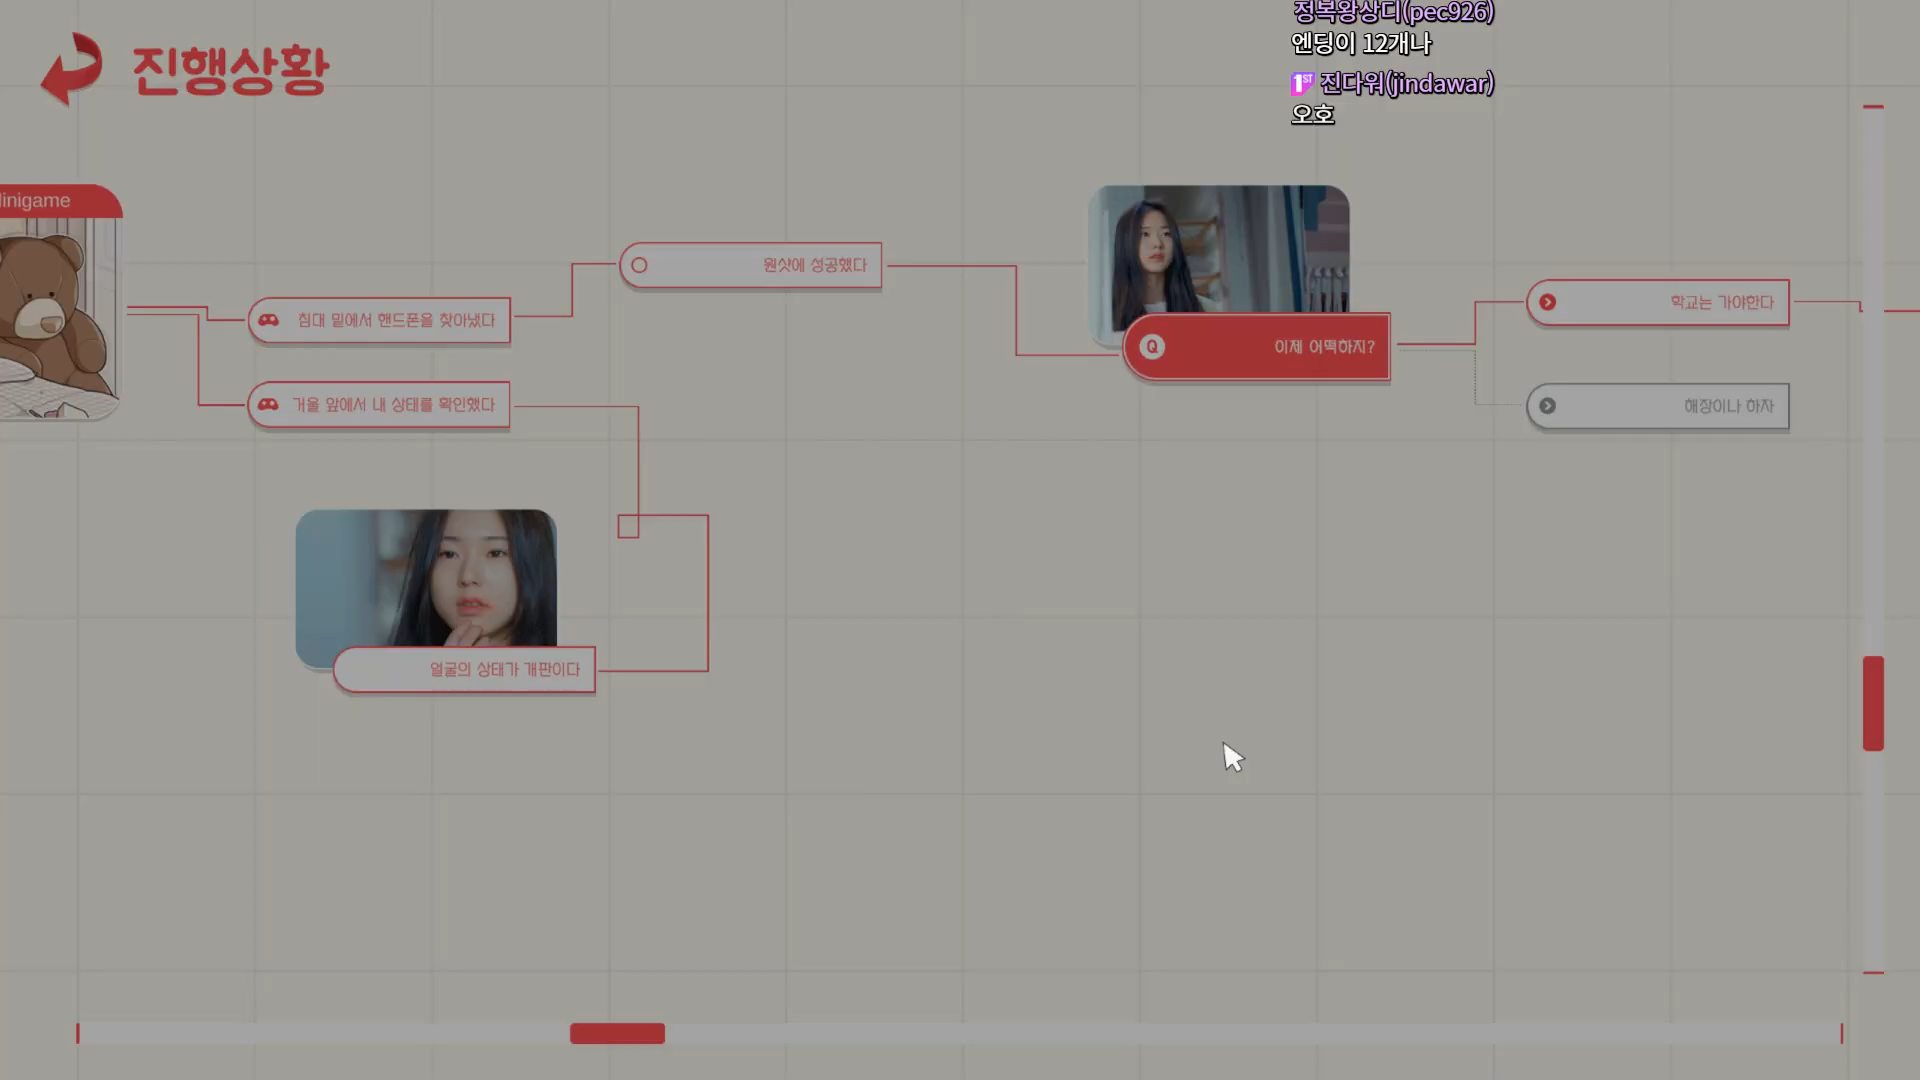 진행상황
정복왕상디(pec926)
엔딩이 12개나
1ST 진다워(jindawar)
오호
inigame
원샷에 성공했다
침대 밑에서 핸드폰을 찾아냈다
학교는 가야한다
Q 이제 어떡하지?
거울 앞에서 내 상태를 확인했다
해장이나 하자
얼굴의 상태가 개판이다